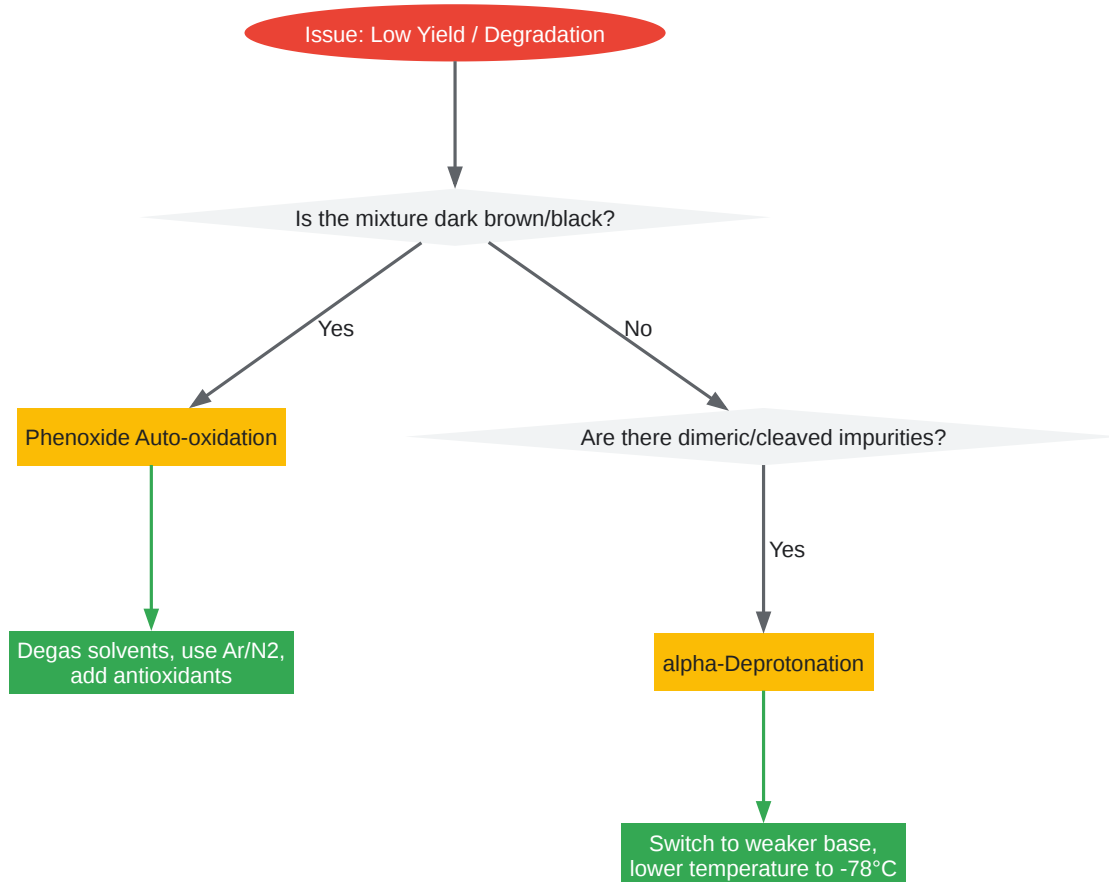 Issue: Low Yield / Degradation
Is the mixture dark brown/black?
Yes
No
Phenoxide Auto-oxidation
Are there dimeric/cleaved impurities?
Yes
Degas solvents, use Ar/N2,
add antioxidants
alpha-Deprotonation
Switch to weaker base,
lower temperature to -78°C